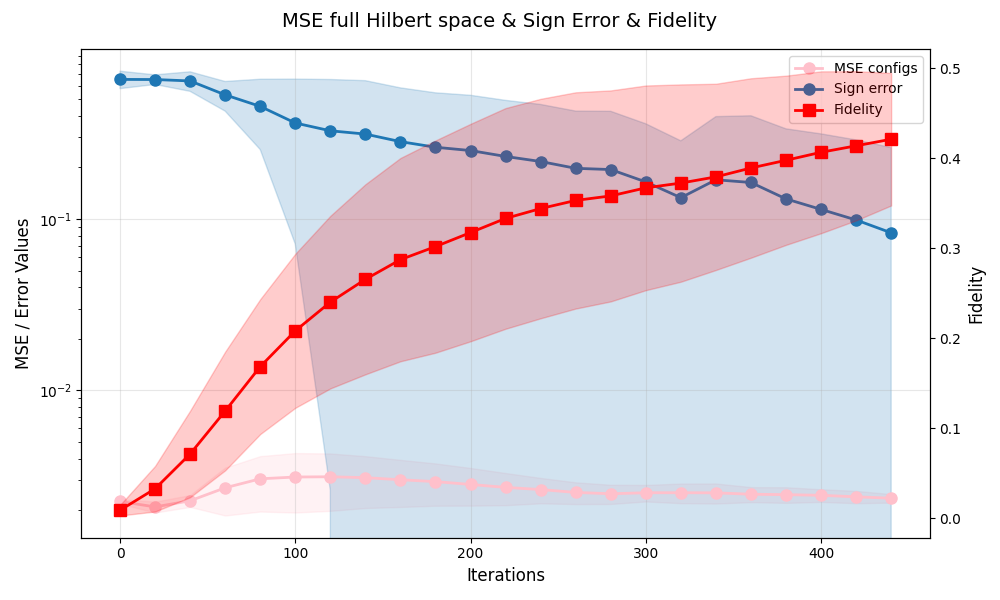 MSE full Hilbert space & Sign Error & Fidelity
MSE configs
Sign error
Fidelity
MSE / Error Values
10⁻¹
10⁻²
0.5
0.4
0.3
0.2
0.1
0.0
Fidelity
0 100 200 300 400
Iterations